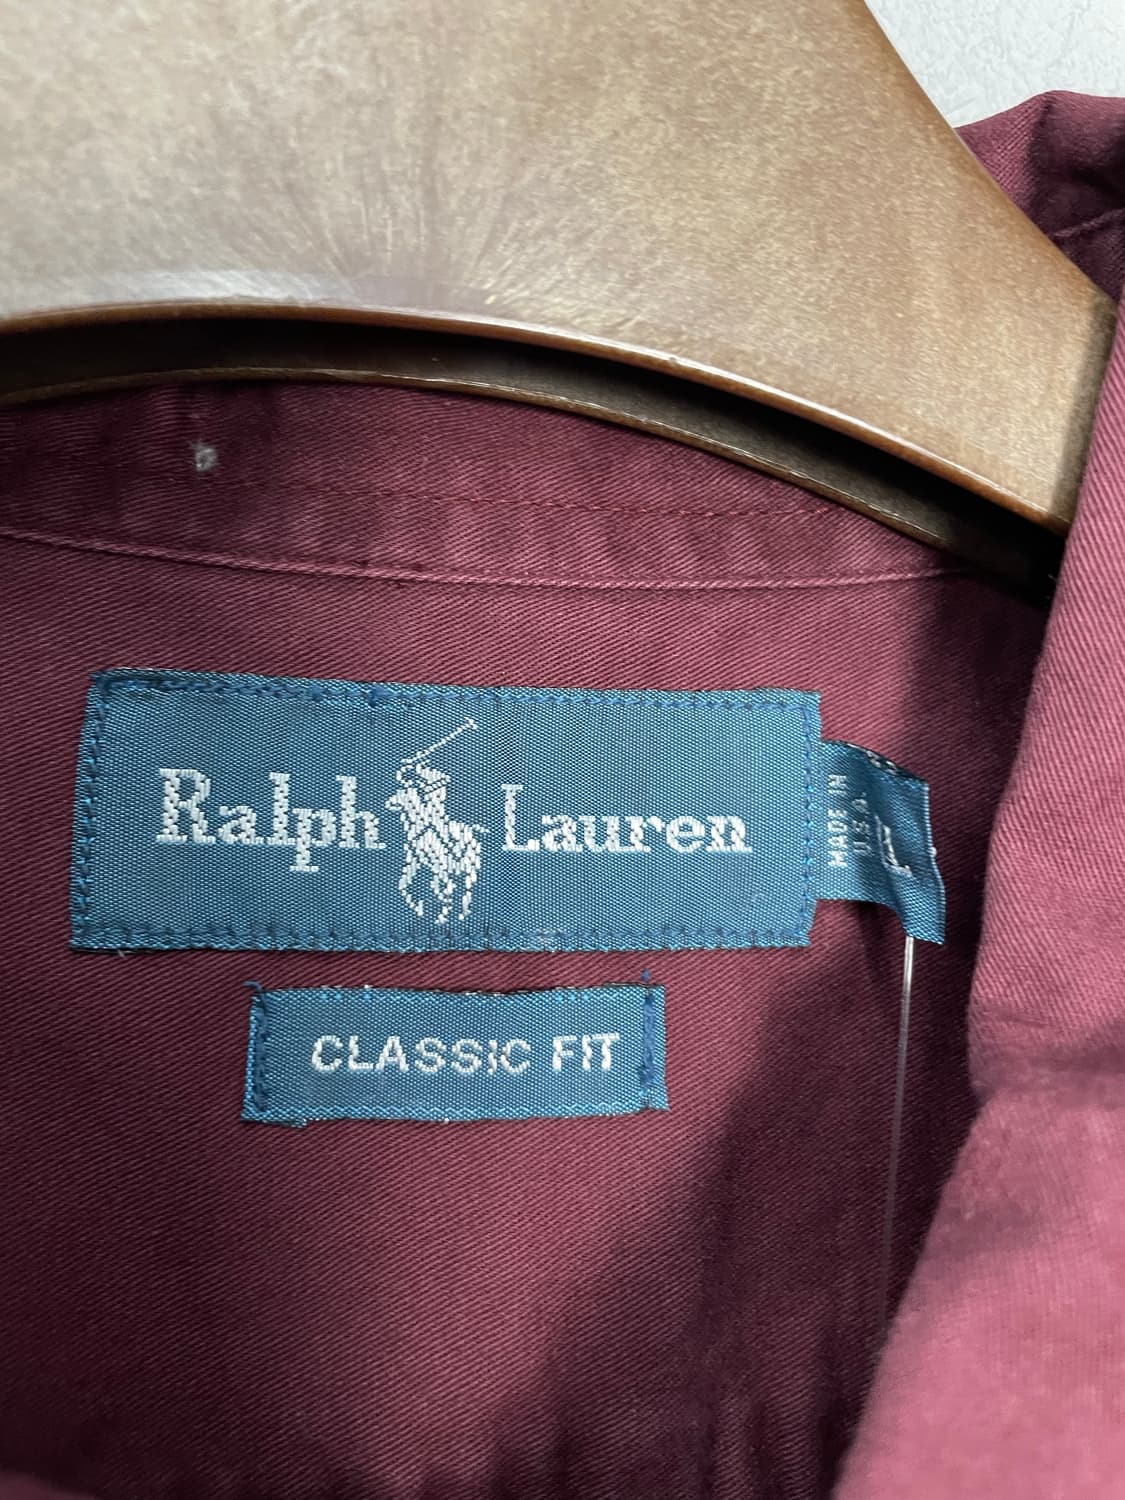 Ralph Lauren
MADE IN
U.S.A.
L
CLASSIC FIT